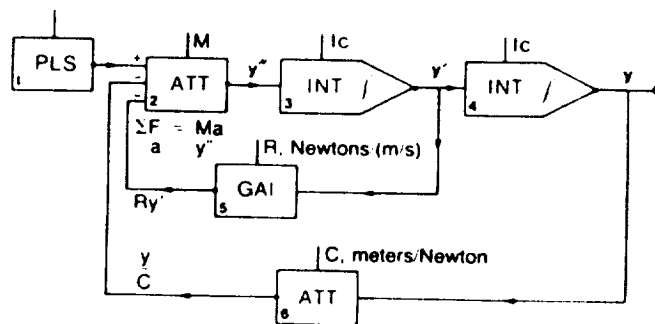 M
Ic
Ic
1 PLS
+
-
-
2 ATT
y"
3 INT
y'
4 INT
y
ΣF = Ma
a y"
R, Newtons/(m/s)
5 GAI
Ry'
y
C
C, meters/Newton
6 ATT